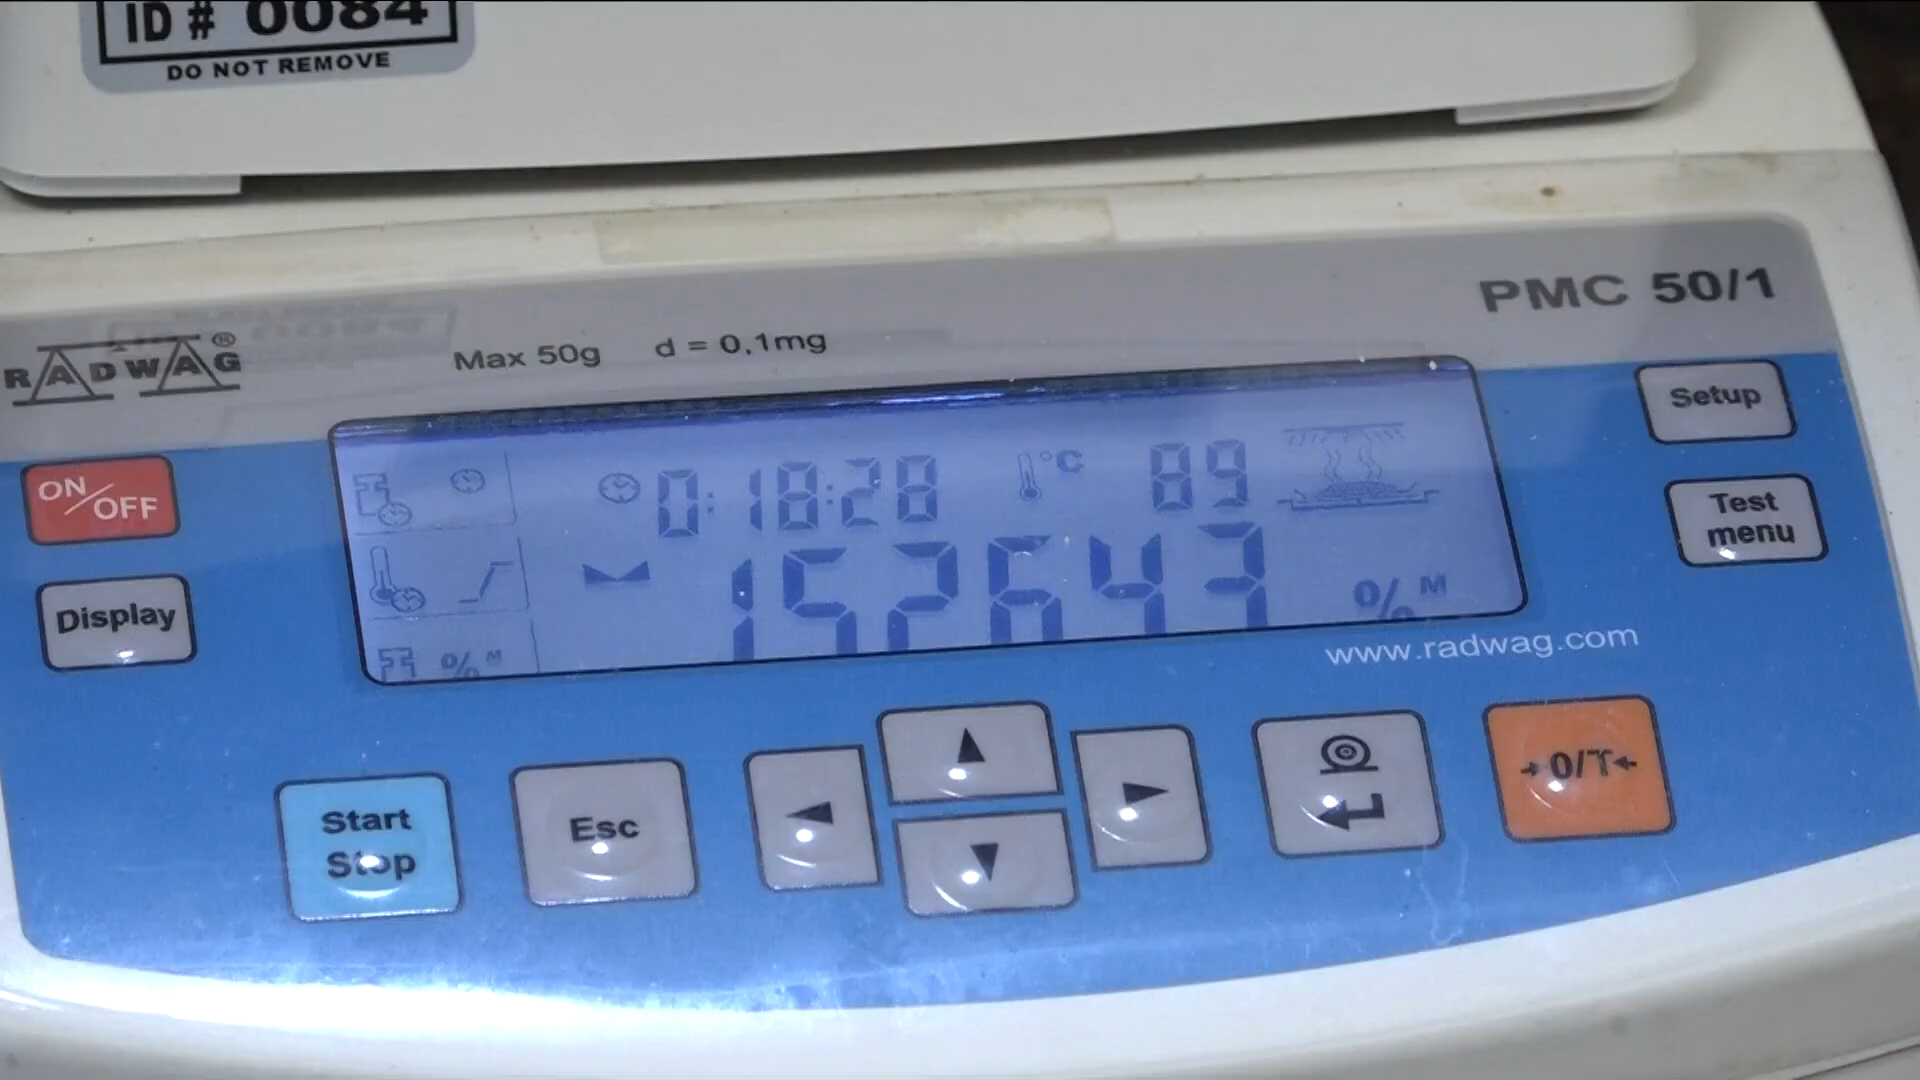 ID # 0084
DO NOT REMOVE
PMC 50/1
RADWAG®
Max 50g d = 0,1mg
Setup
ON/OFF
0:18:28 °C 89
Test
menu
Display
152643 %M
%M
www.radwag.com
Start
Stop
Esc
→0/T←